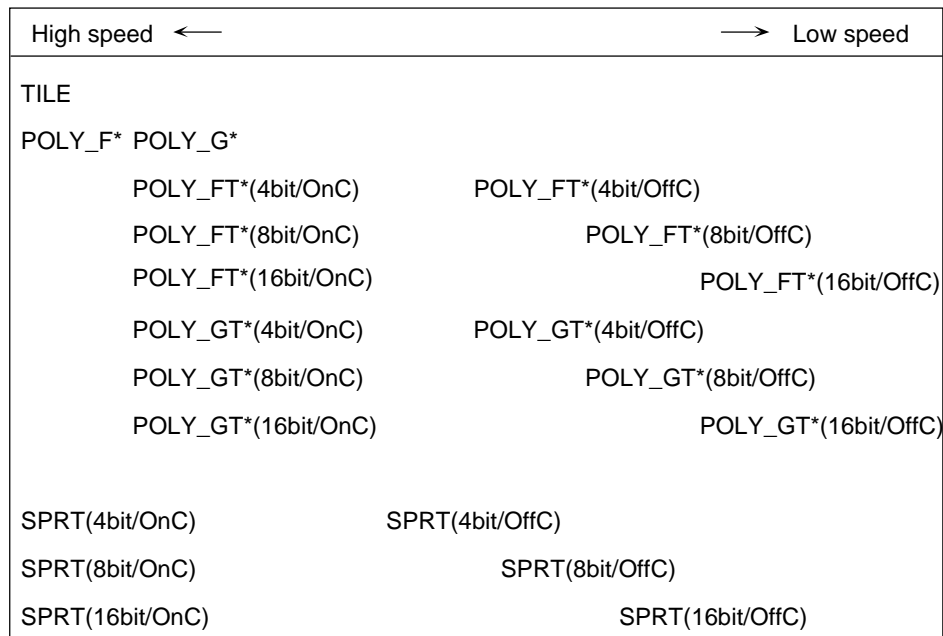 High speed ← → Low speed
TILE
POLY_F* POLY_G*
POLY_FT*(4bit/OnC) POLY_FT*(4bit/OffC)
POLY_FT*(8bit/OnC) POLY_FT*(8bit/OffC)
POLY_FT*(16bit/OnC) POLY_FT*(16bit/OffC)
POLY_GT*(4bit/OnC) POLY_GT*(4bit/OffC)
POLY_GT*(8bit/OnC) POLY_GT*(8bit/OffC)
POLY_GT*(16bit/OnC) POLY_GT*(16bit/OffC)
SPRT(4bit/OnC) SPRT(4bit/OffC)
SPRT(8bit/OnC) SPRT(8bit/OffC)
SPRT(16bit/OnC) SPRT(16bit/OffC)